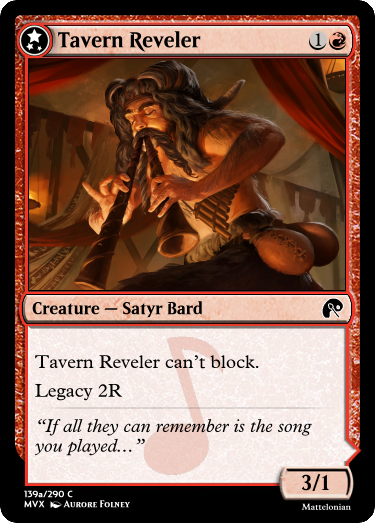 Tavern Reveler
1
Creature — Satyr Bard
Tavern Reveler can't block.
Legacy 2R
“If all they can remember is the song
you played…”
3/1
139a/290 C
MVX Aurore Folney
Mattelonian